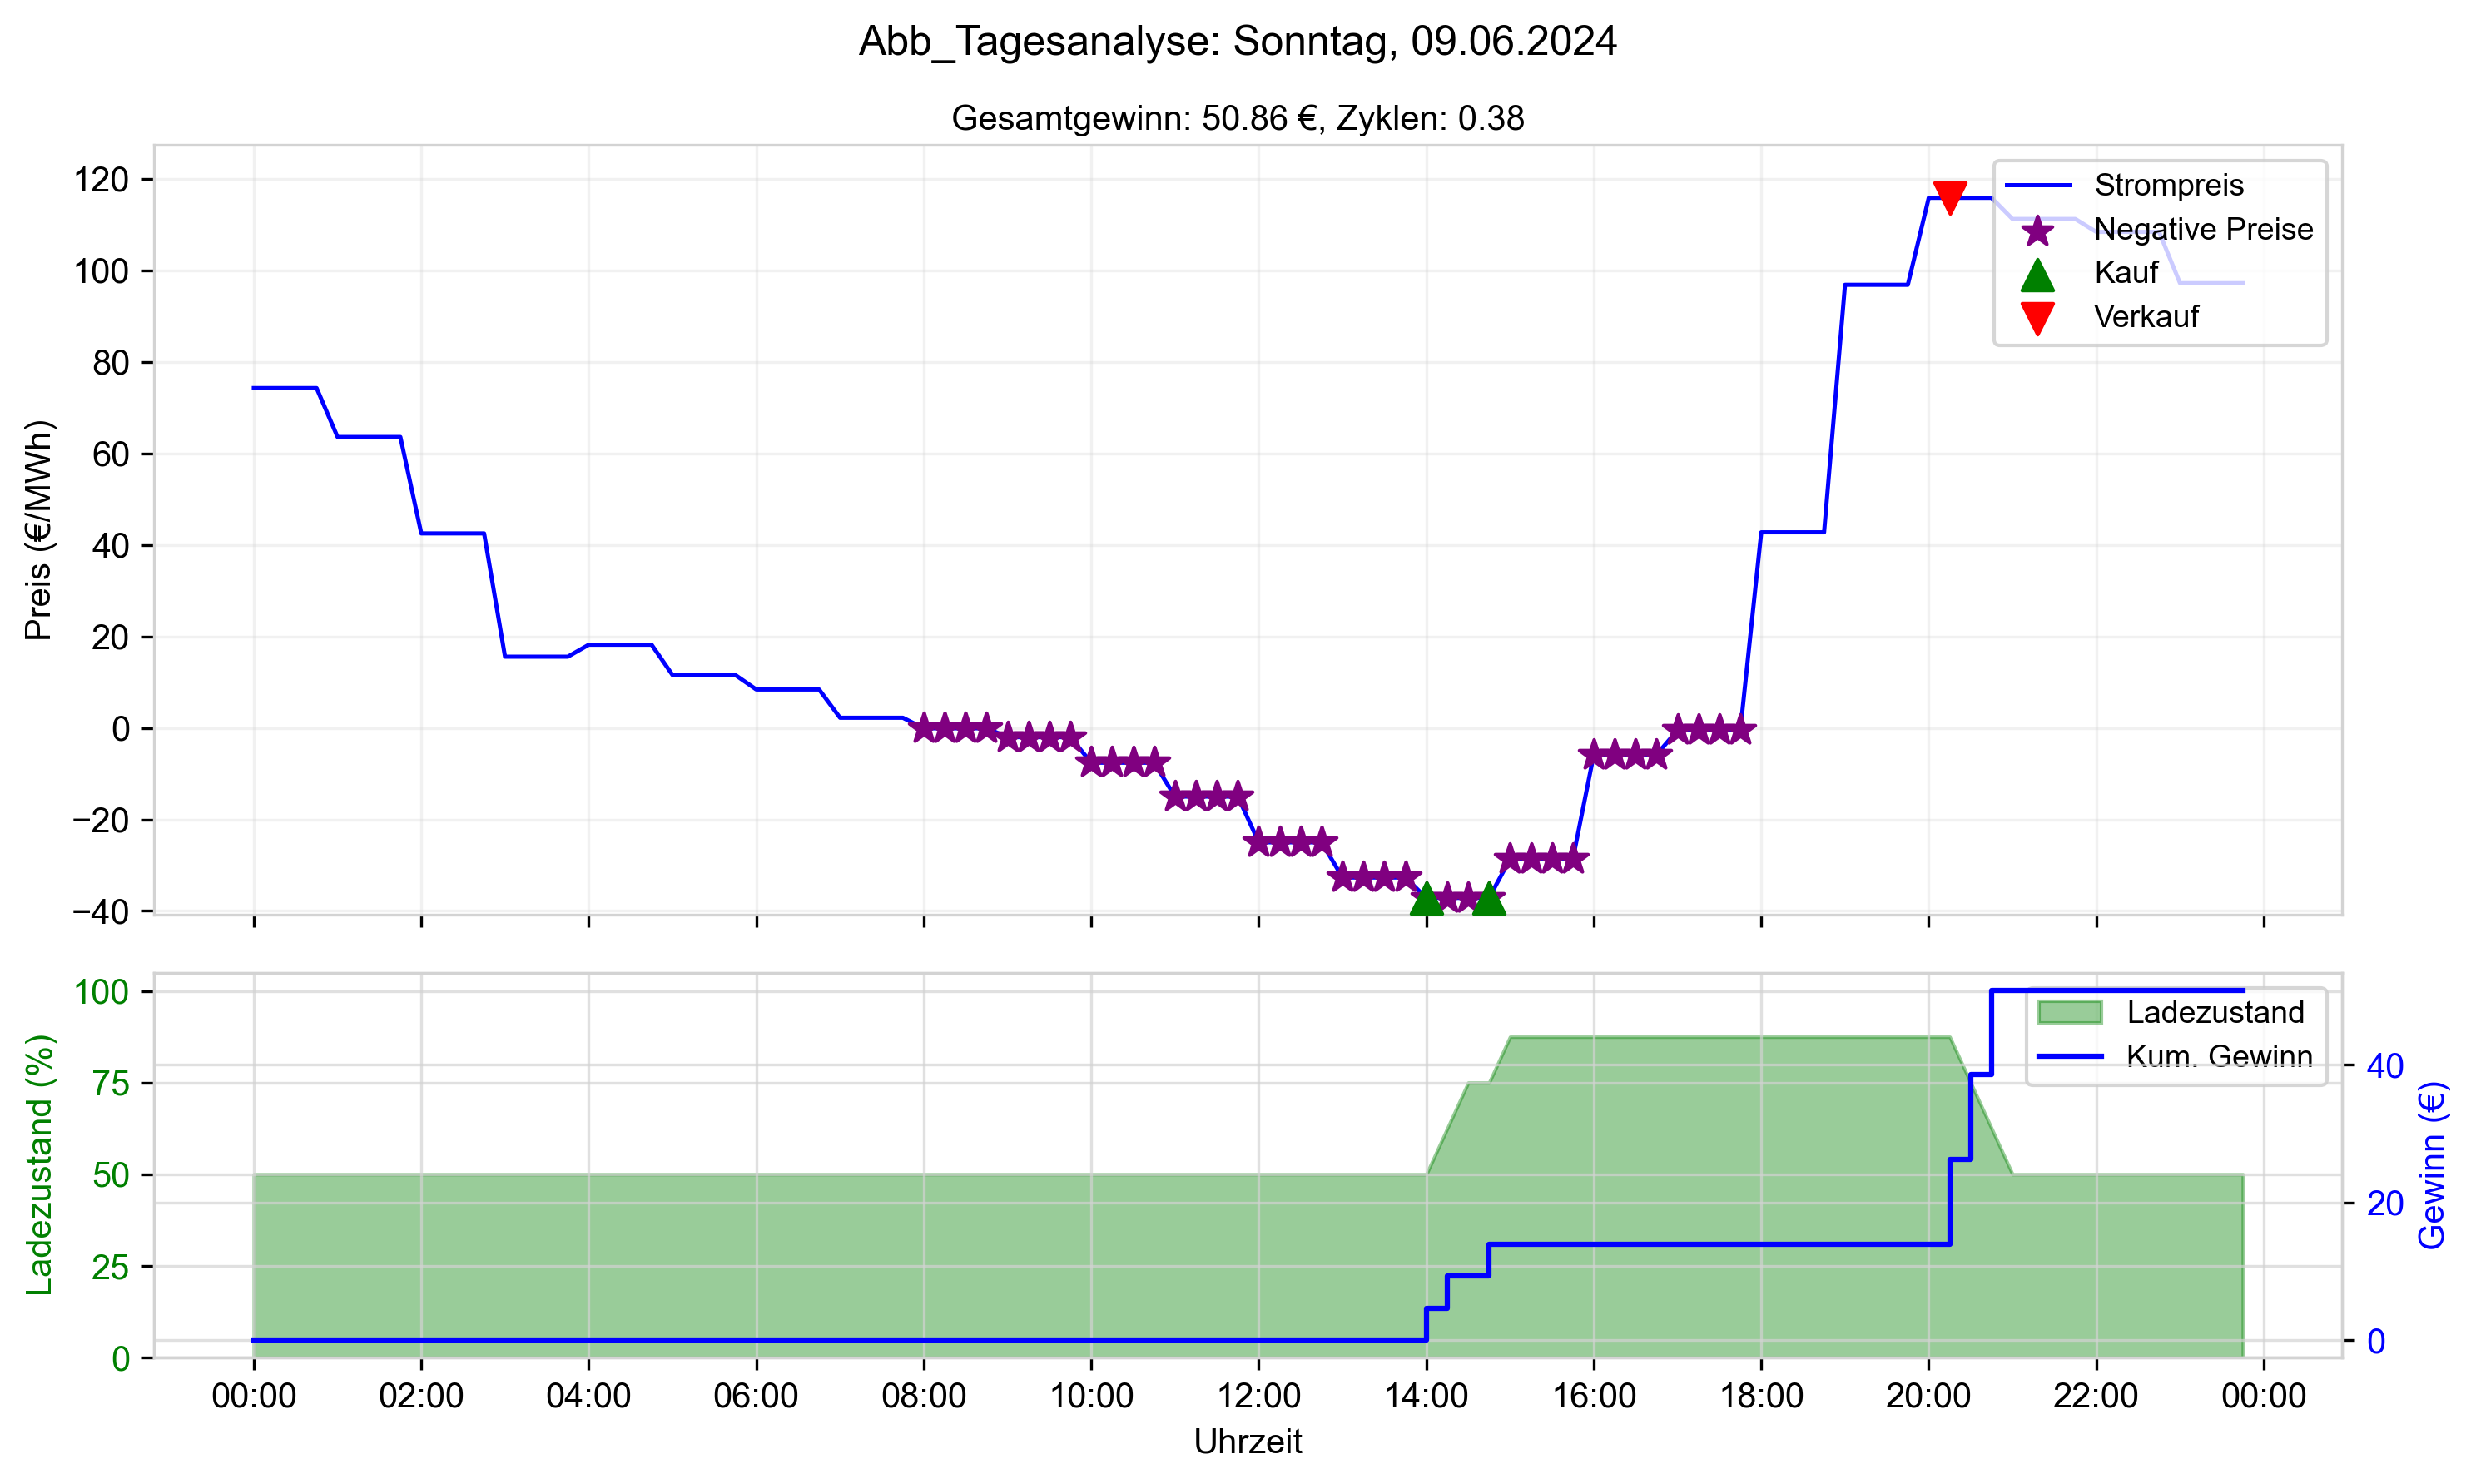 Abb_Tagesanalyse: Sonntag, 09.06.2024
Gesamtgewinn: 50.86 €, Zyklen: 0.38
Preis (€/MWh)
120
100
80
60
40
20
0
−20
−40
Strompreis
Negative Preise
Kauf
Verkauf
Ladezustand (%)
100
75
50
25
0
Ladezustand
Kum. Gewinn
40
20
0
Gewinn (€)
00:00 02:00 04:00 06:00 08:00 10:00 12:00 14:00 16:00 18:00 20:00 22:00 00:00
Uhrzeit